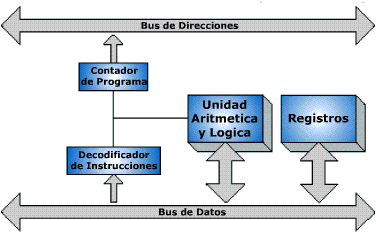 Bus de Direcciones
Contador
de Programa
Unidad
Aritmetica
y Logica
Registros
Decodificador
de Instrucciones
Bus de Datos